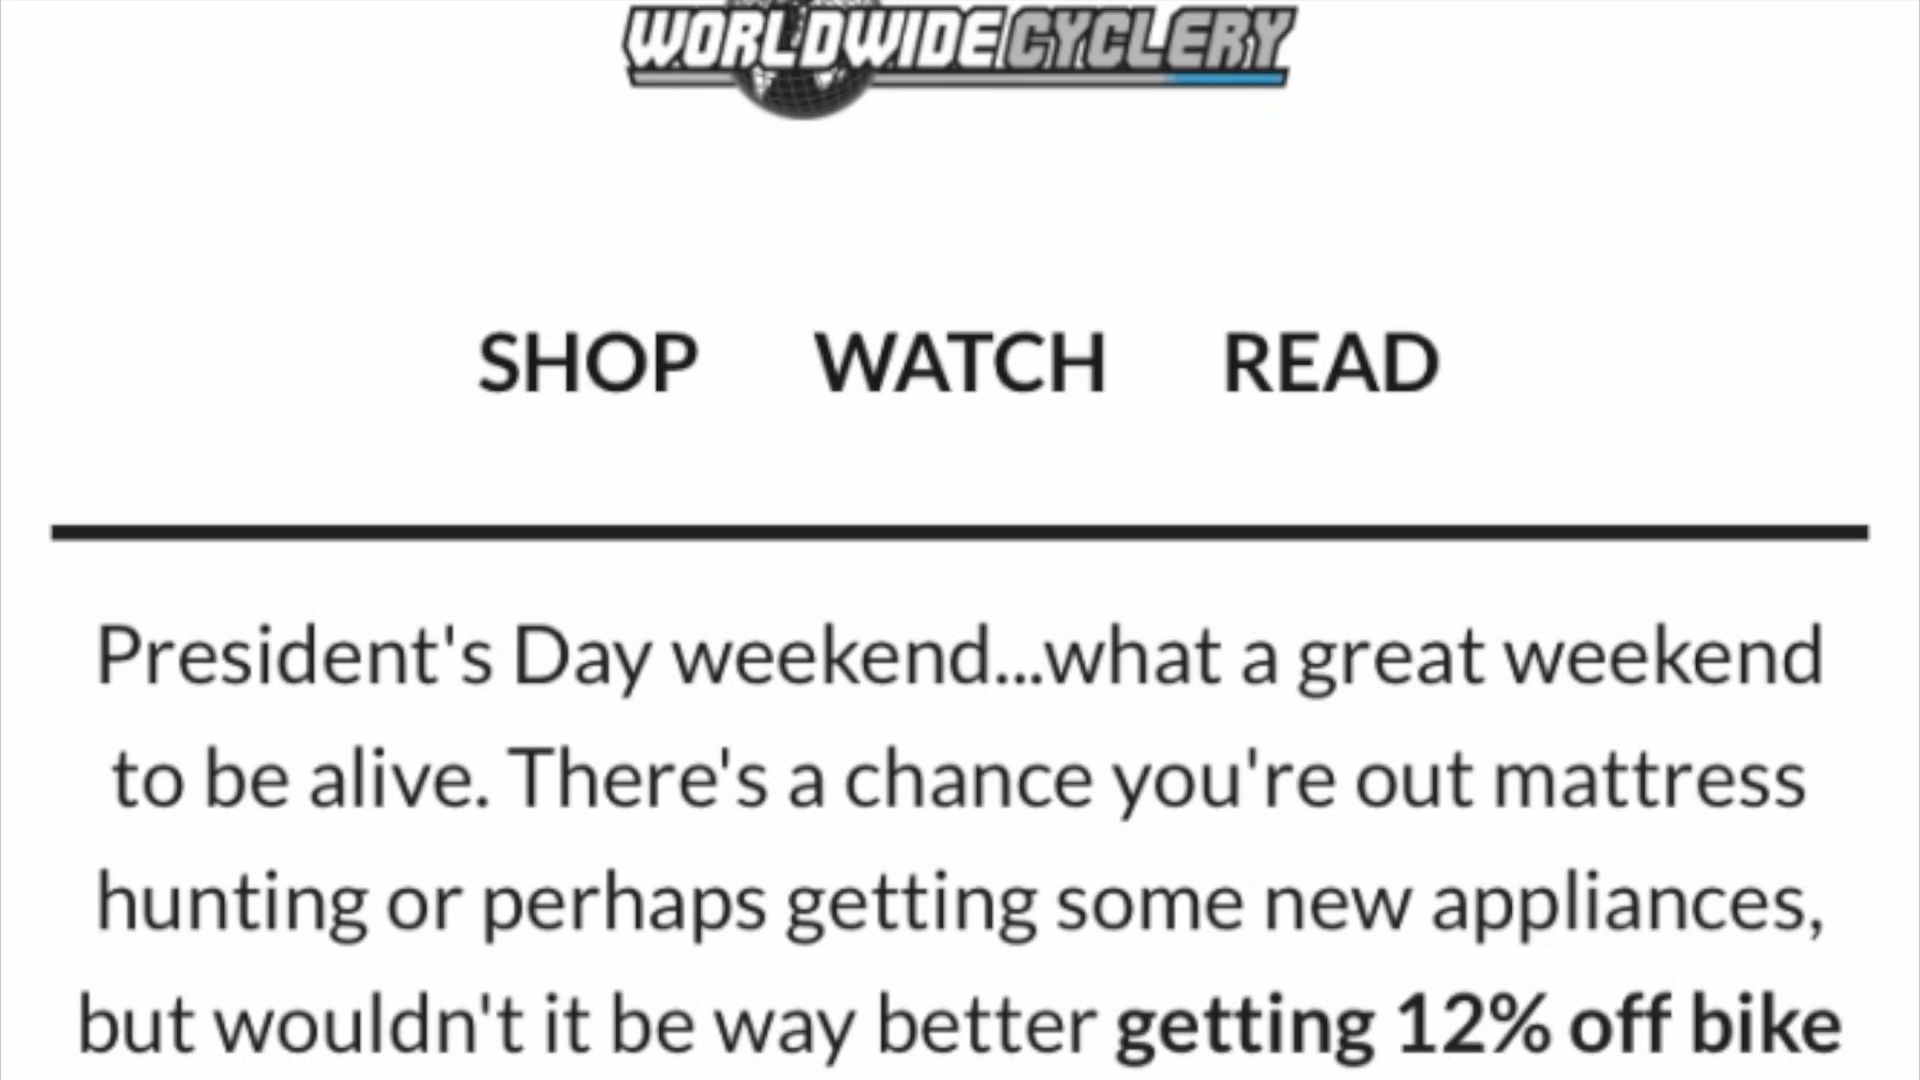 WORLDWIDE CYCLERY
SHOP WATCH READ
President's Day weekend...what a great weekend
to be alive. There's a chance you're out mattress
hunting or perhaps getting some new appliances,
but wouldn't it be way better getting 12% off bike